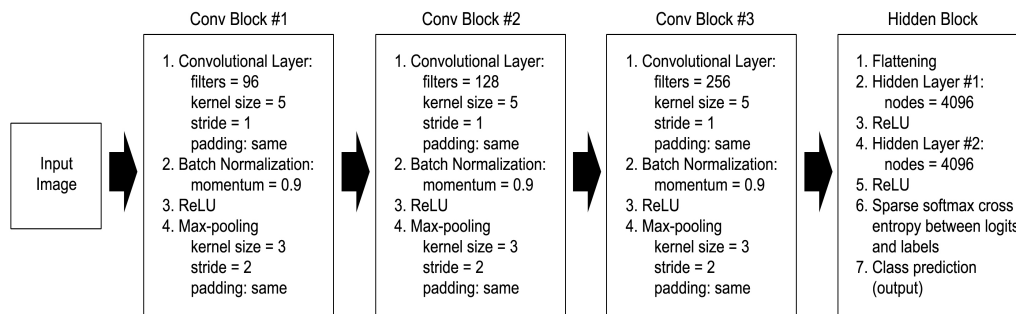 Conv Block #1
Conv Block #2
Conv Block #3
Hidden Block
Input
Image
1. Convolutional Layer:
filters = 96
kernel size = 5
stride = 1
padding: same
2. Batch Normalization:
momentum = 0.9
3. ReLU
4. Max-pooling
kernel size = 3
stride = 2
padding: same
1. Convolutional Layer:
filters = 128
kernel size = 5
stride = 1
padding: same
2. Batch Normalization:
momentum = 0.9
3. ReLU
4. Max-pooling
kernel size = 3
stride = 2
padding: same
1. Convolutional Layer:
filters = 256
kernel size = 5
stride = 1
padding: same
2. Batch Normalization:
momentum = 0.9
3. ReLU
4. Max-pooling
kernel size = 3
stride = 2
padding: same
1. Flattening
2. Hidden Layer #1:
nodes = 4096
3. ReLU
4. Hidden Layer #2:
nodes = 4096
5. ReLU
6. Sparse softmax cross
entropy between logits
and labels
7. Class prediction
(output)